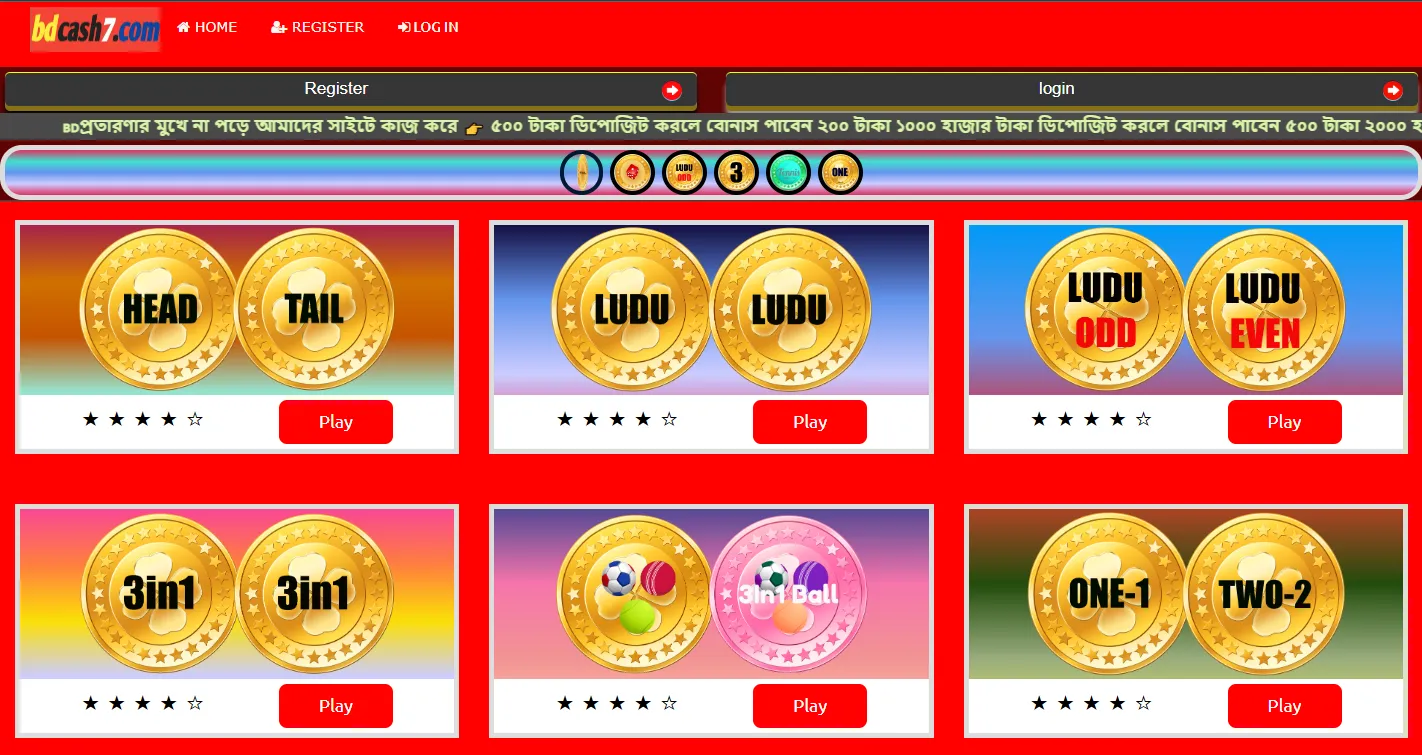 bdcash7.com HOME REGISTER LOG IN
Register login
BDপ্রতারণার মুখে না পড়ে আমাদের সাইটে কাজ করে 👉 ৫০০ টাকা ডিপোজিট করলে বোনাস পাবেন ২০০ টাকা ১০০০ হাজার টাকা ডিপোজিট করলে বোনাস পাবেন ৫০০ টাকা ২০০০ হ
LUDU ODD 3 Tennis ONE
HEAD TAIL
LUDU LUDU
LUDU ODD LUDU EVEN
★ ★ ★ ★ ☆ Play
★ ★ ★ ★ ☆ Play
★ ★ ★ ★ ☆ Play
3in1 3in1
3in1 Ball
ONE-1 TWO-2
★ ★ ★ ★ ☆ Play
★ ★ ★ ★ ☆ Play
★ ★ ★ ★ ☆ Play